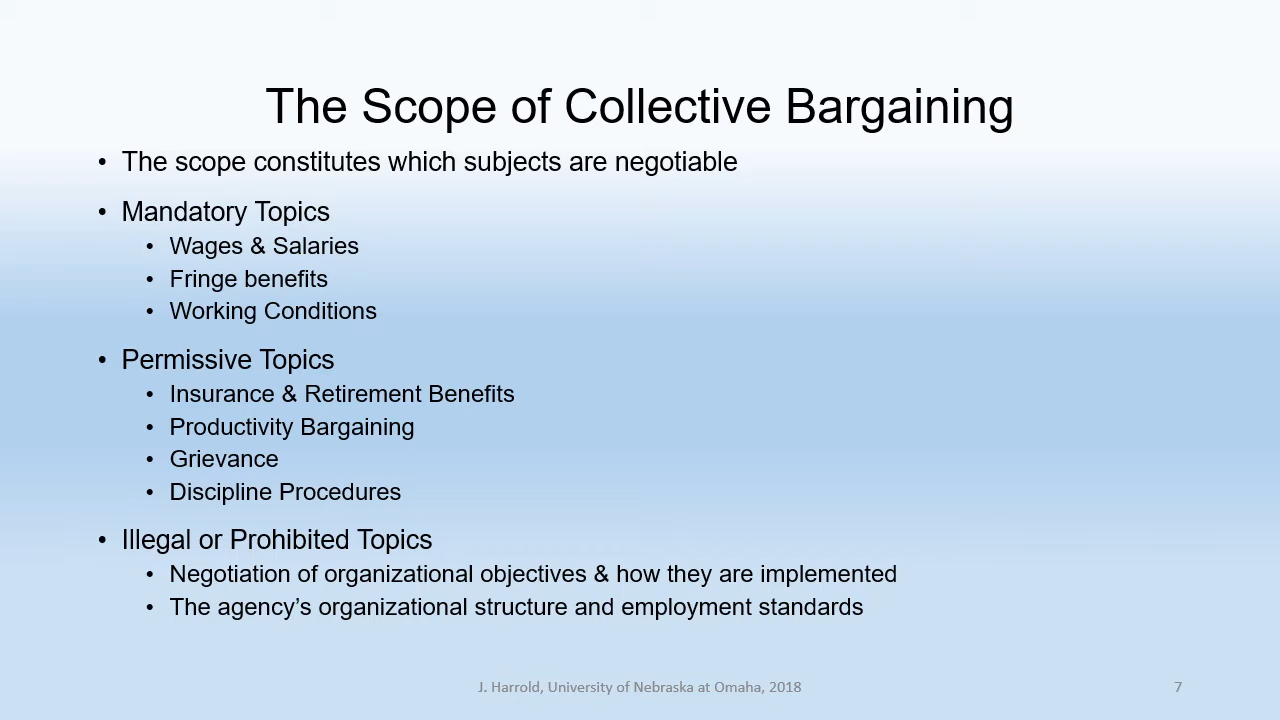 The Scope of Collective Bargaining
• The scope constitutes which subjects are negotiable
• Mandatory Topics
• Wages & Salaries
• Fringe benefits
• Working Conditions
• Permissive Topics
• Insurance & Retirement Benefits
• Productivity Bargaining
• Grievance
• Discipline Procedures
• Illegal or Prohibited Topics
• Negotiation of organizational objectives & how they are implemented
• The agency’s organizational structure and employment standards
J. Harrold, University of Nebraska at Omaha, 2018
7